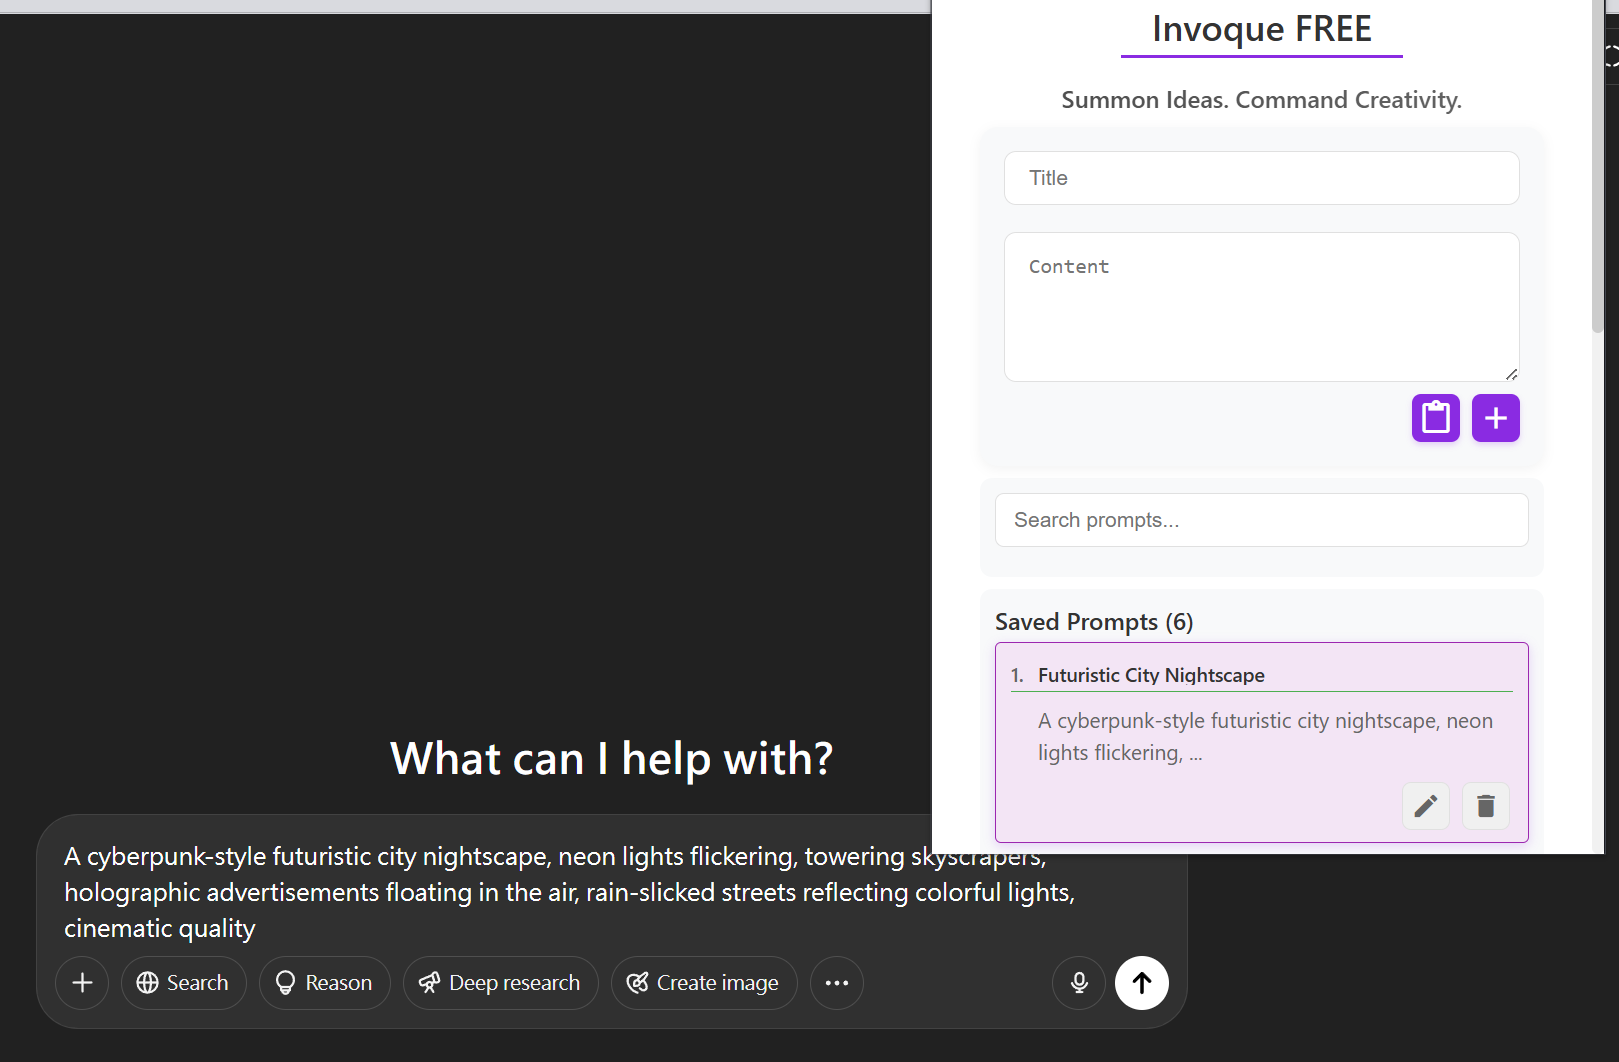 Invoque FREE
Summon Ideas. Command Creativity.
Title
Content
Search prompts...
Saved Prompts (6)
1. Futuristic City Nightscape
A cyberpunk-style futuristic city nightscape, neon
lights flickering, ...
What can I help with?
A cyberpunk-style futuristic city nightscape, neon lights flickering, towering skyscrapers,
holographic advertisements floating in the air, rain-slicked streets reflecting colorful lights,
cinematic quality
Search Reason Deep research Create image